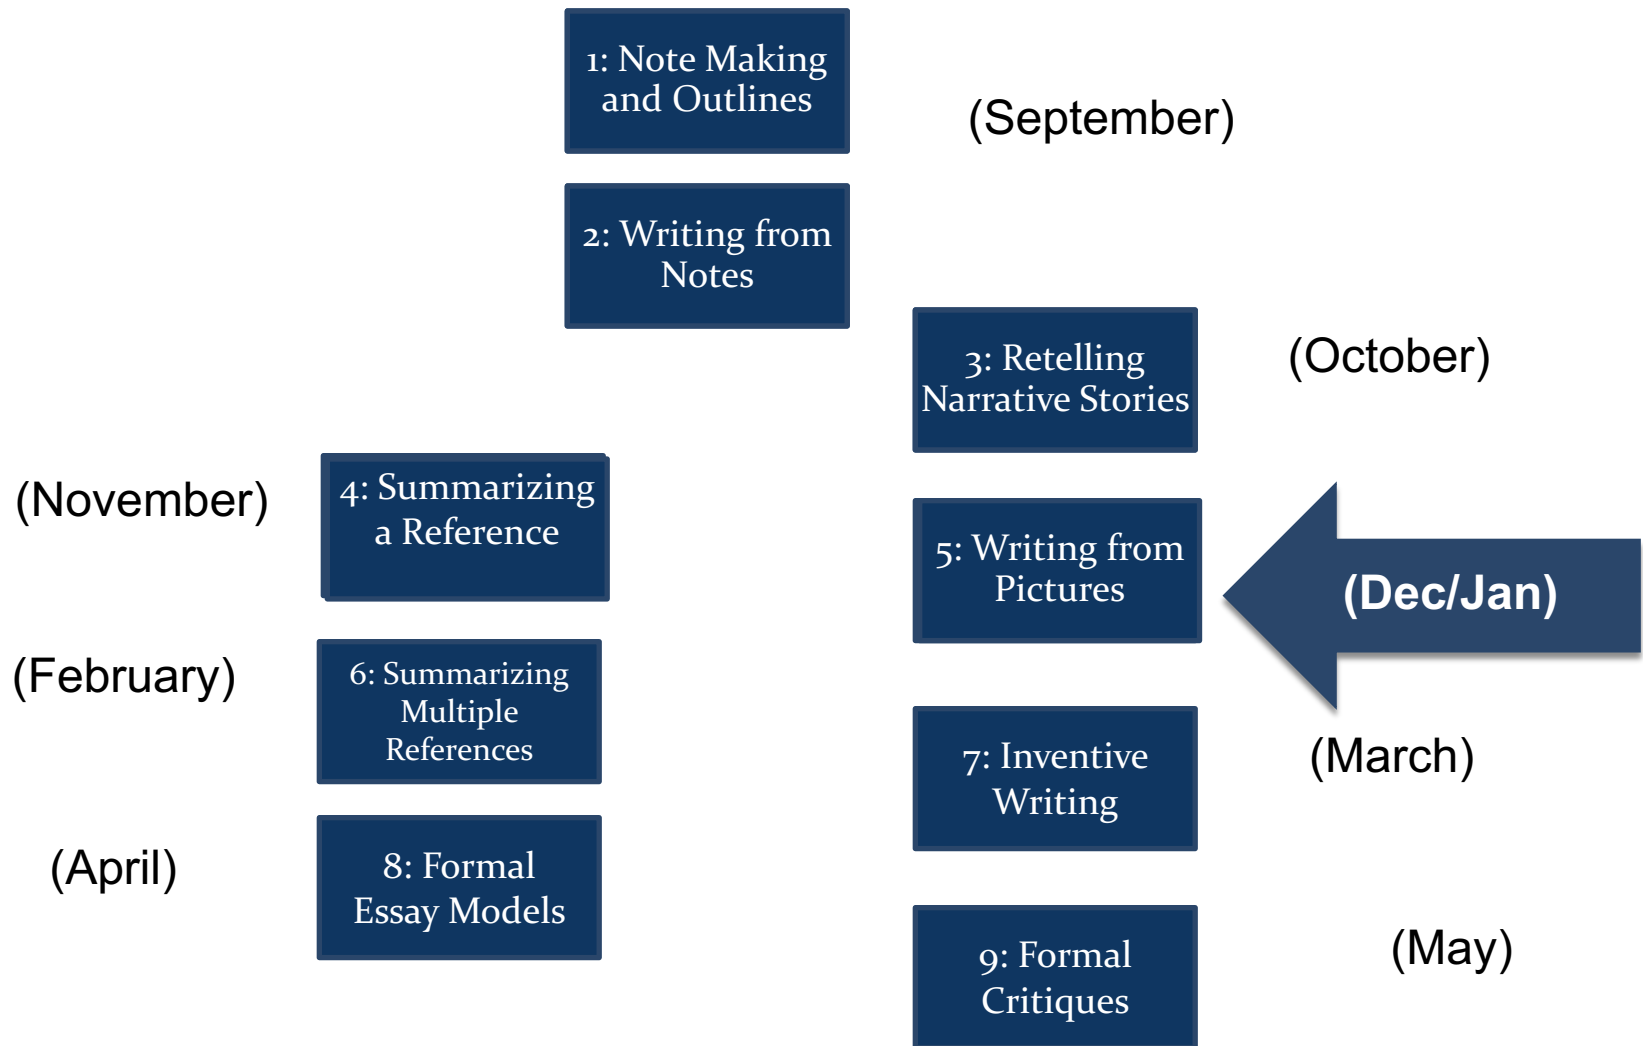 1: Note Making
and Outlines
(September)
2: Writing from
Notes
3: Retelling
Narrative Stories
(October)
(November)
4: Summarizing
a Reference
5: Writing from
Pictures
(Dec/Jan)
(February)
6: Summarizing
Multiple
References
7: Inventive
Writing
(March)
(April)
8: Formal
Essay Models
9: Formal
Critiques
(May)